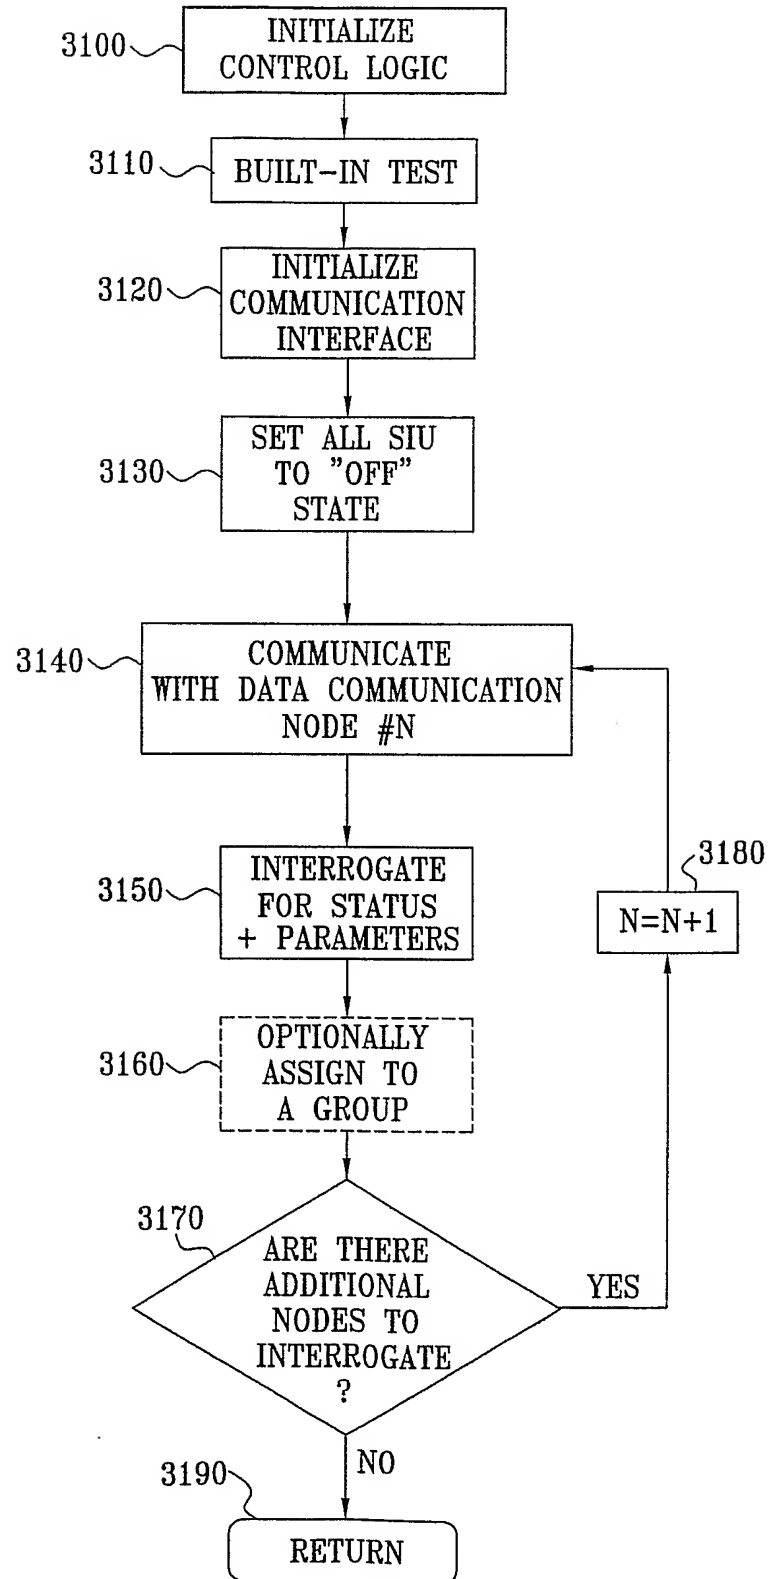 3100
INITIALIZE
CONTROL LOGIC
3110
BUILT-IN TEST
3120
INITIALIZE
COMMUNICATION
INTERFACE
3130
SET ALL SIU
TO "OFF"
STATE
3140
COMMUNICATE
WITH DATA COMMUNICATION
NODE #N
3150
INTERROGATE
FOR STATUS
+ PARAMETERS
3180
N=N+1
3160
OPTIONALLY
ASSIGN TO
A GROUP
3170
ARE THERE
ADDITIONAL
NODES TO
INTERROGATE
?
YES
NO
3190
RETURN